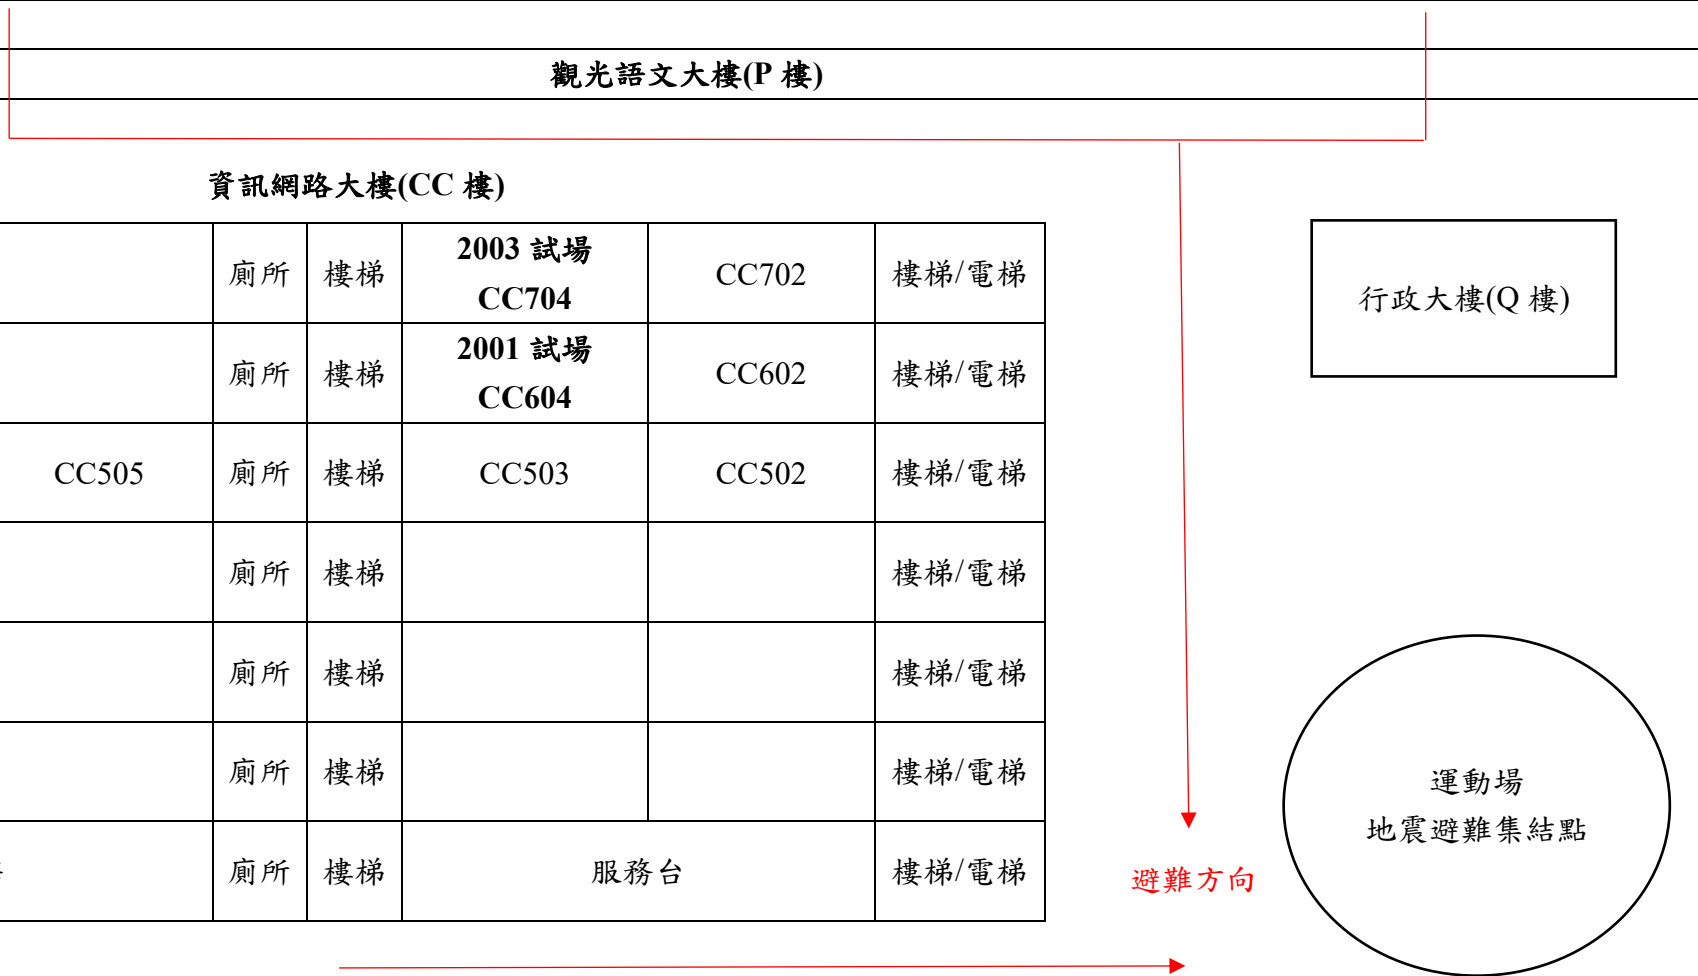 觀光語文大樓(P 樓)
資訊網路大樓(CC 樓)
廁所 樓梯 2003 試場 CC702 樓梯/電梯
CC704
廁所 樓梯 2001 試場 CC602 樓梯/電梯
CC604
CC505 廁所 樓梯 CC503 CC502 樓梯/電梯
廁所 樓梯 樓梯/電梯
廁所 樓梯 樓梯/電梯
廁所 樓梯 樓梯/電梯
廁所 樓梯 服務台 樓梯/電梯
行政大樓(Q 樓)
運動場
地震避難集結點
避難方向